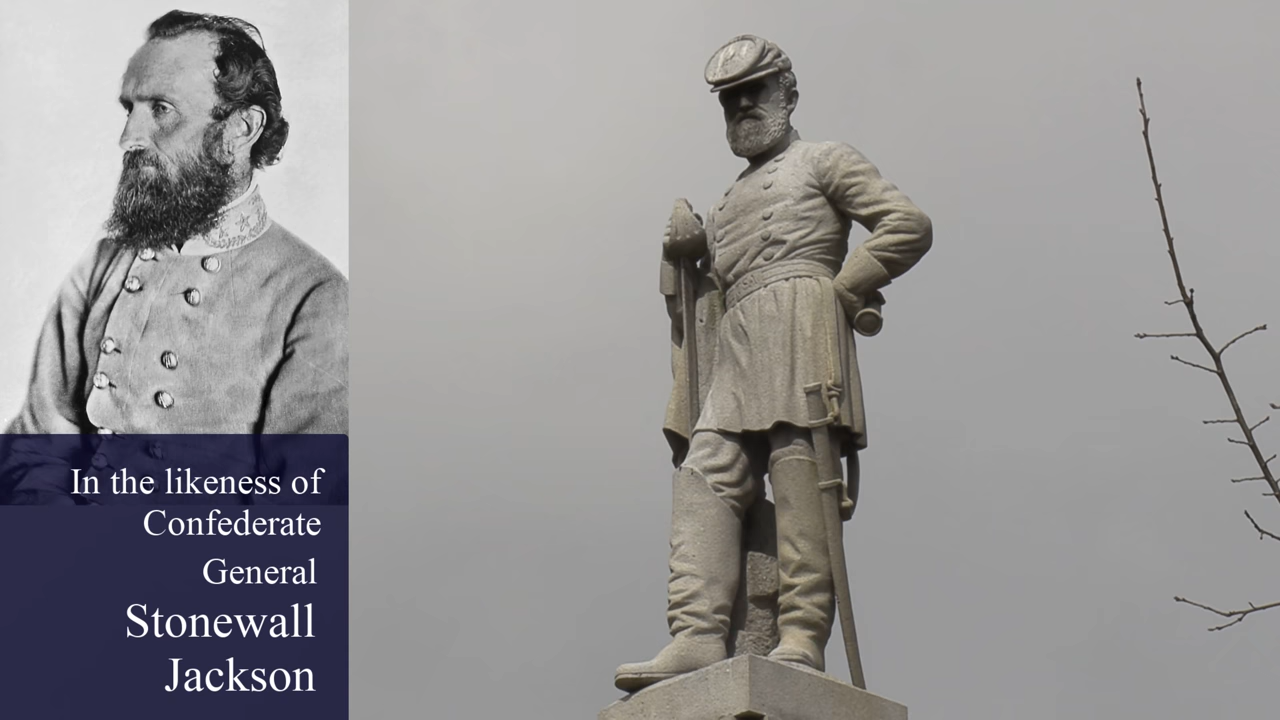 In the likeness of
Confederate
General
Stonewall
Jackson